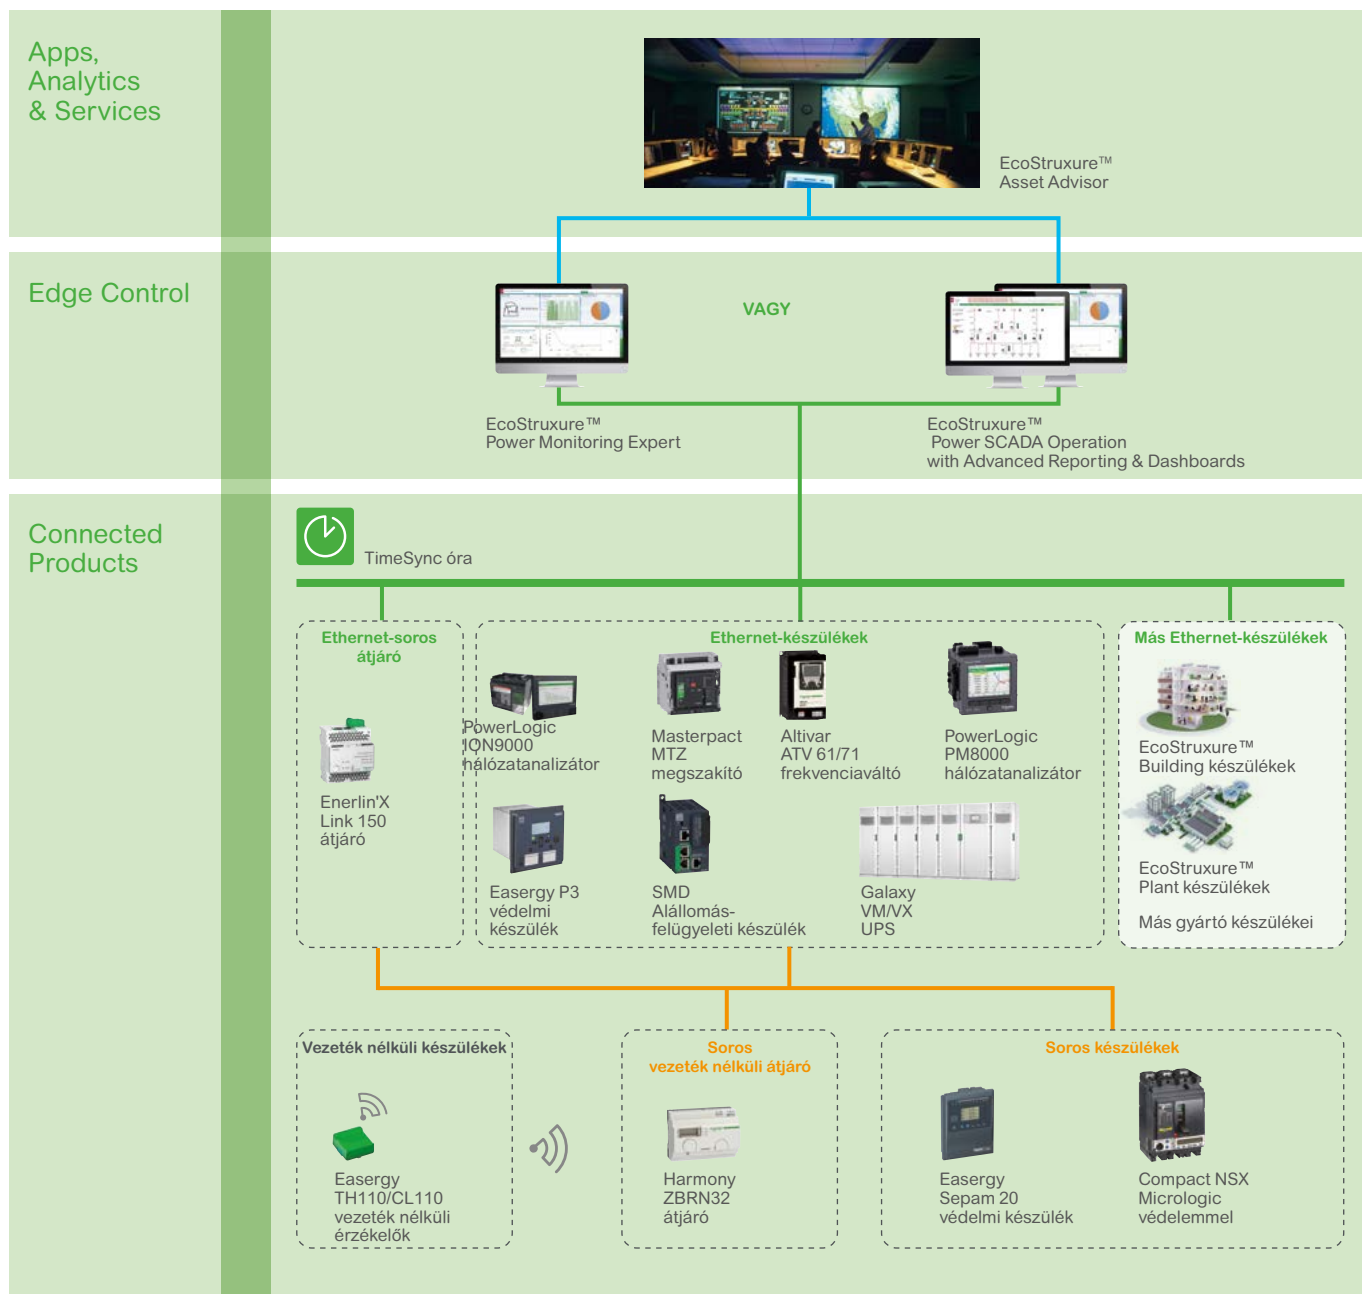 Apps,
Analytics
& Services
EcoStruxure™
Asset Advisor
Edge Control
VAGY
EcoStruxure™
Power Monitoring Expert
EcoStruxure™
Power SCADA Operation
with Advanced Reporting & Dashboards
Connected
Products
TimeSync óra
Ethernet-soros
átjáró
Enerlin'X
Link 150
átjáró
Ethernet-készülékek
PowerLogic
ION9000
hálózatanalizátor
Masterpact
MTZ
megszakító
Altivar
ATV 61/71
frekvenciaváltó
PowerLogic
PM8000
hálózatanalizátor
Easergy P3
védelmi
készülék
SMD
Alállomás-
felügyeleti készülék
Galaxy
VM/VX
UPS
Más Ethernet-készülékek
EcoStruxure™
Building készülékek
EcoStruxure™
Plant készülékek
Más gyártó készülékei
Vezeték nélküli készülékek
Easergy
TH110/CL110
vezeték nélküli
érzékelők
Soros
vezeték nélküli átjáró
Harmony
ZBRN32
átjáró
Soros készülékek
Easergy
Sepam 20
védelmi készülék
Compact NSX
Micrologic
védelemmel